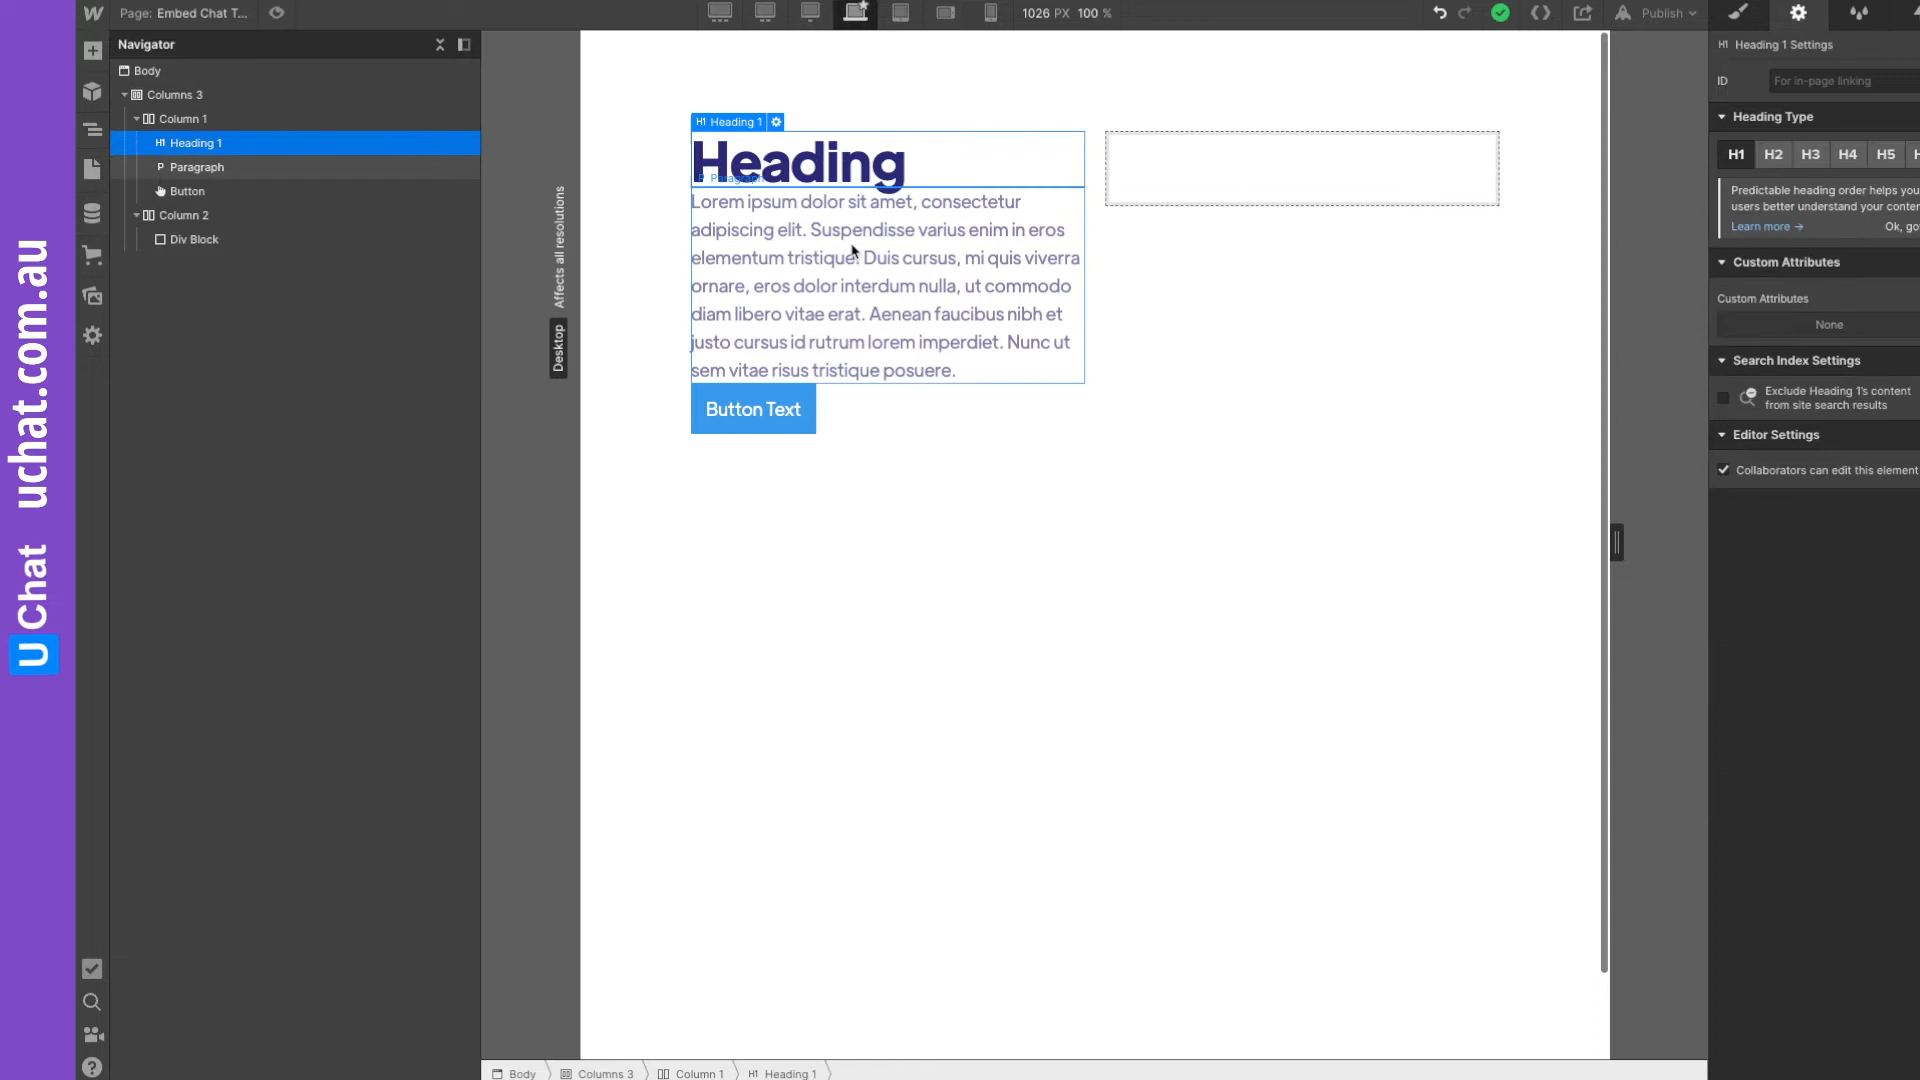 Page: Embed Chat T...
1026 PX 100 %
Publish
Navigator
Body
Columns 3
Column 1
H1 Heading 1
P Paragraph
Button
Column 2
Div Block
uchat.com.au
UChat
Affects all resolutions
Desktop
H1 Heading 1
Heading
P Paragraph
Lorem ipsum dolor sit amet, consectetur
adipiscing elit. Suspendisse varius enim in eros
elementum tristique. Duis cursus, mi quis viverra
ornare, eros dolor interdum nulla, ut commodo
diam libero vitae erat. Aenean faucibus nibh et
justo cursus id rutrum lorem imperdiet. Nunc ut
sem vitae risus tristique posuere.
Button Text
H1 Heading 1 Settings
ID For in-page linking
Heading Type
H1 H2 H3 H4 H5 H
Predictable heading order helps you
users better understand your conten
Learn more → Ok, go
Custom Attributes
Custom Attributes
None
Search Index Settings
Exclude Heading 1's content
from site search results
Editor Settings
Collaborators can edit this element
Body Columns 3 Column 1 H1 Heading 1